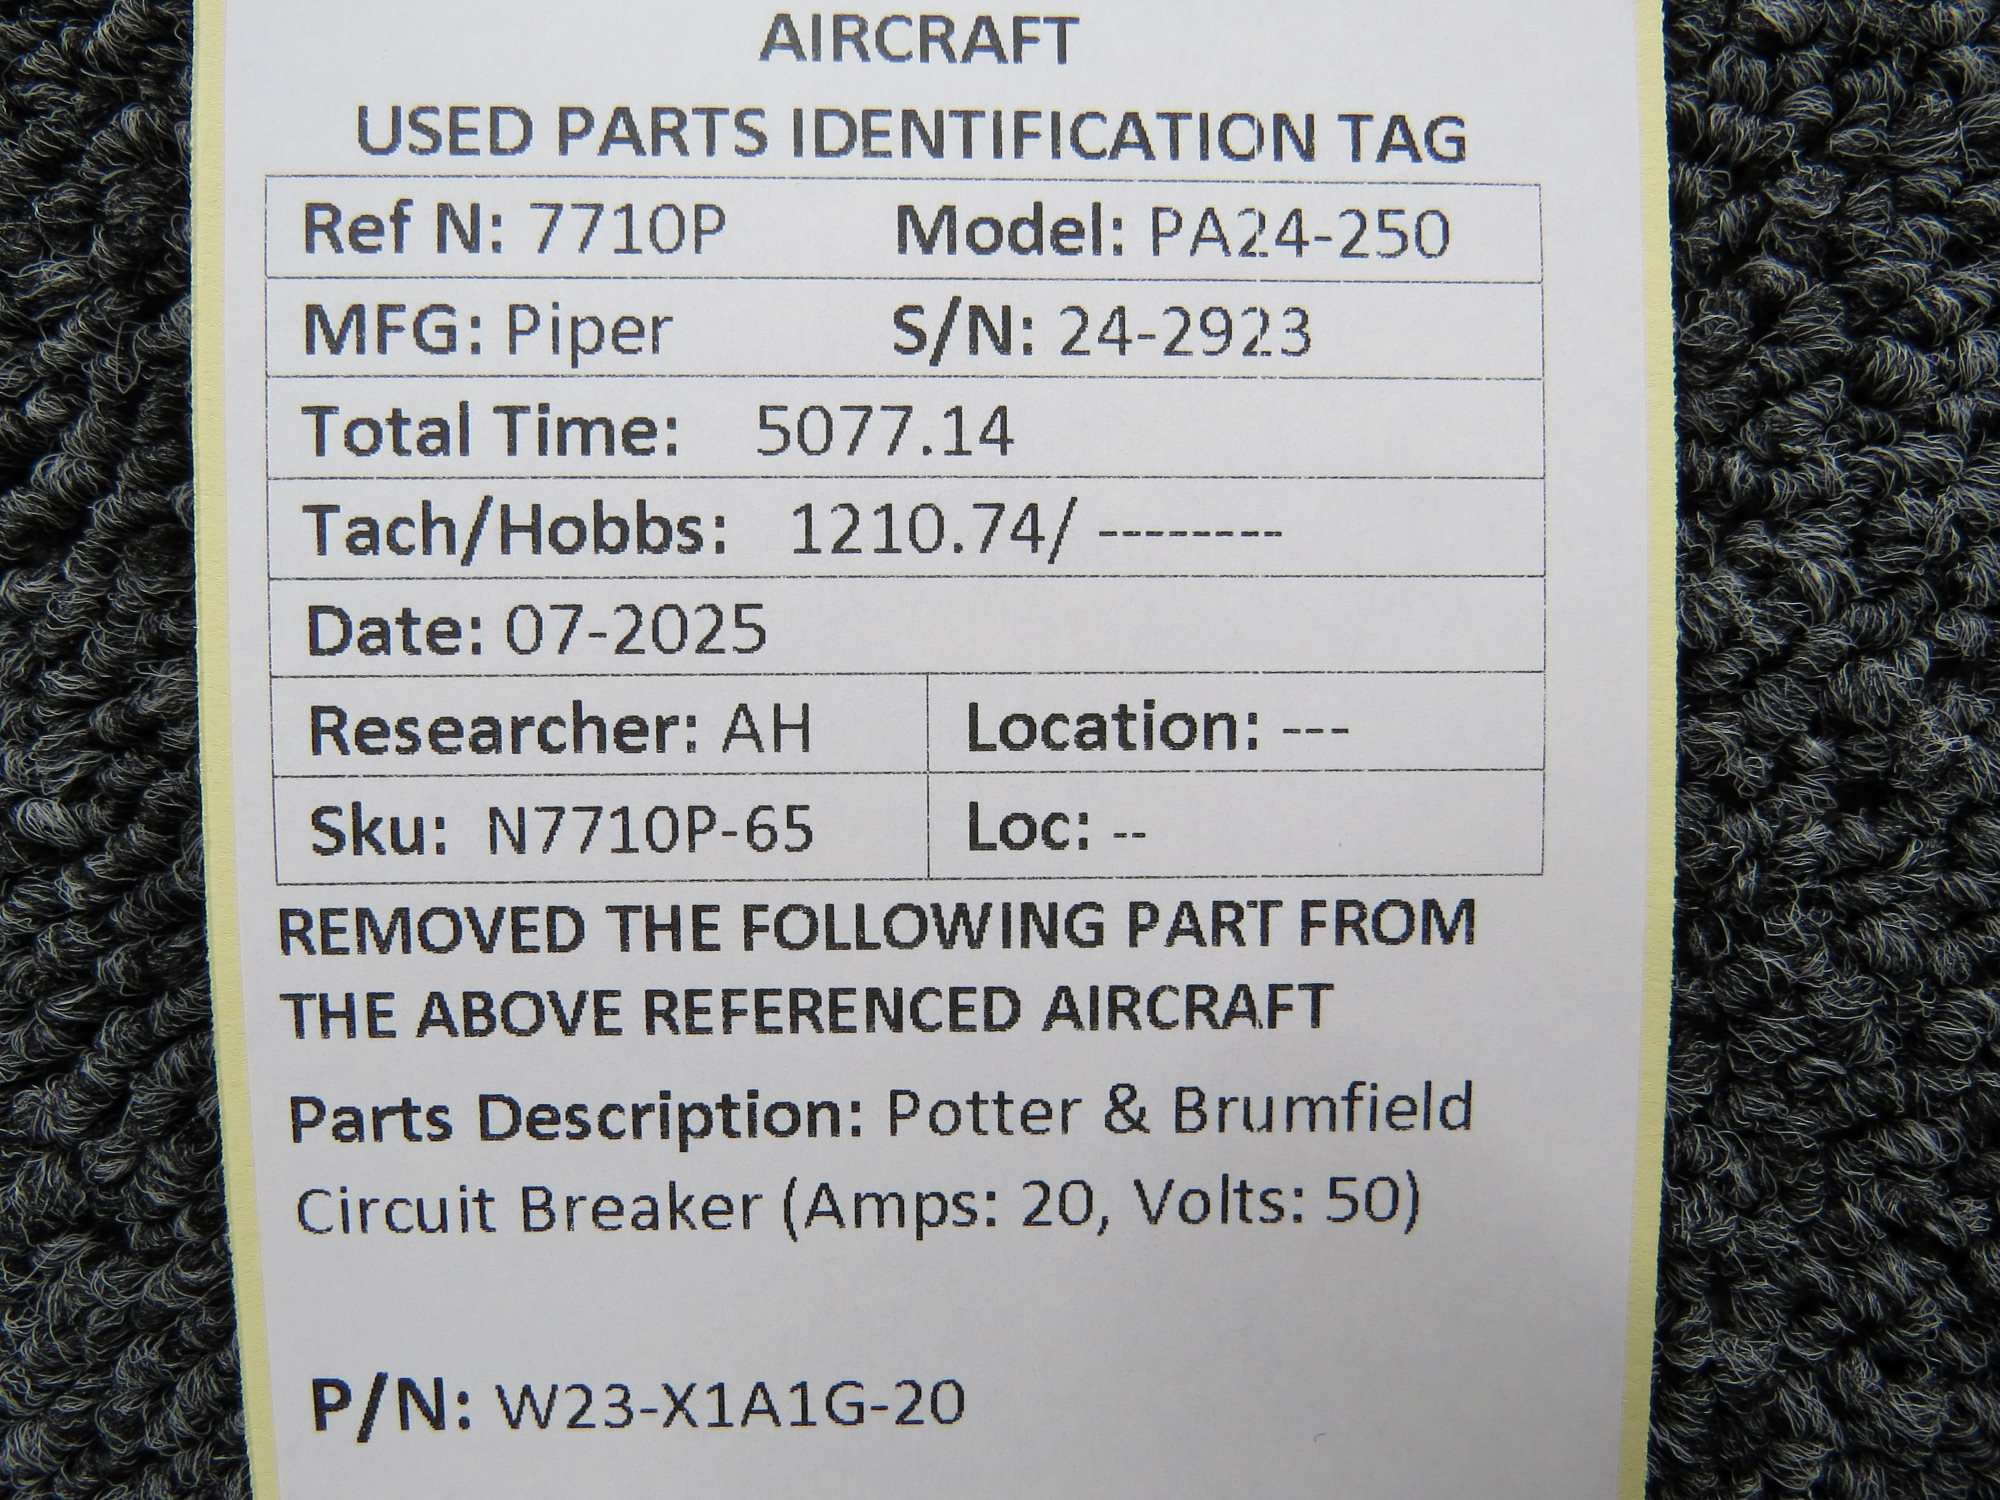 AIRCRAFT
USED PARTS IDENTIFICATION TAG
Ref N: 7710P Model: PA24-250
MFG: Piper S/N: 24-2923
Total Time: 5077.14
Tach/Hobbs: 1210.74/ --------
Date: 07-2025
Researcher: AH Location: ---
Sku: N7710P-65 Loc: --
REMOVED THE FOLLOWING PART FROM
THE ABOVE REFERENCED AIRCRAFT
Parts Description: Potter & Brumfield
Circuit Breaker (Amps: 20, Volts: 50)
P/N: W23-X1A1G-20